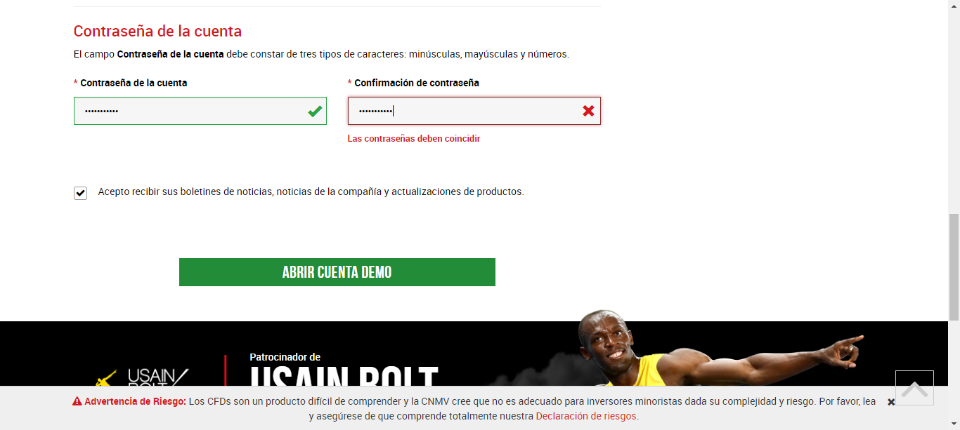 Contraseña de la cuenta
El campo Contraseña de la cuenta debe constar de tres tipos de caracteres: minúsculas, mayúsculas y números.
* Contraseña de la cuenta
* Confirmación de contraseña
Las contraseñas deben coincidir
Acepto recibir sus boletines de noticias, noticias de la compañía y actualizaciones de productos.
ABRIR CUENTA DEMO
Patrocinador de
USAIN BOLT
USAIN
BOLT
Advertencia de Riesgo: Los CFDs son un producto difícil de comprender y la CNMV cree que no es adecuado para inversores minoristas dada su complejidad y riesgo. Por favor, lea
y asegúrese de que comprende totalmente nuestra Declaración de riesgos.